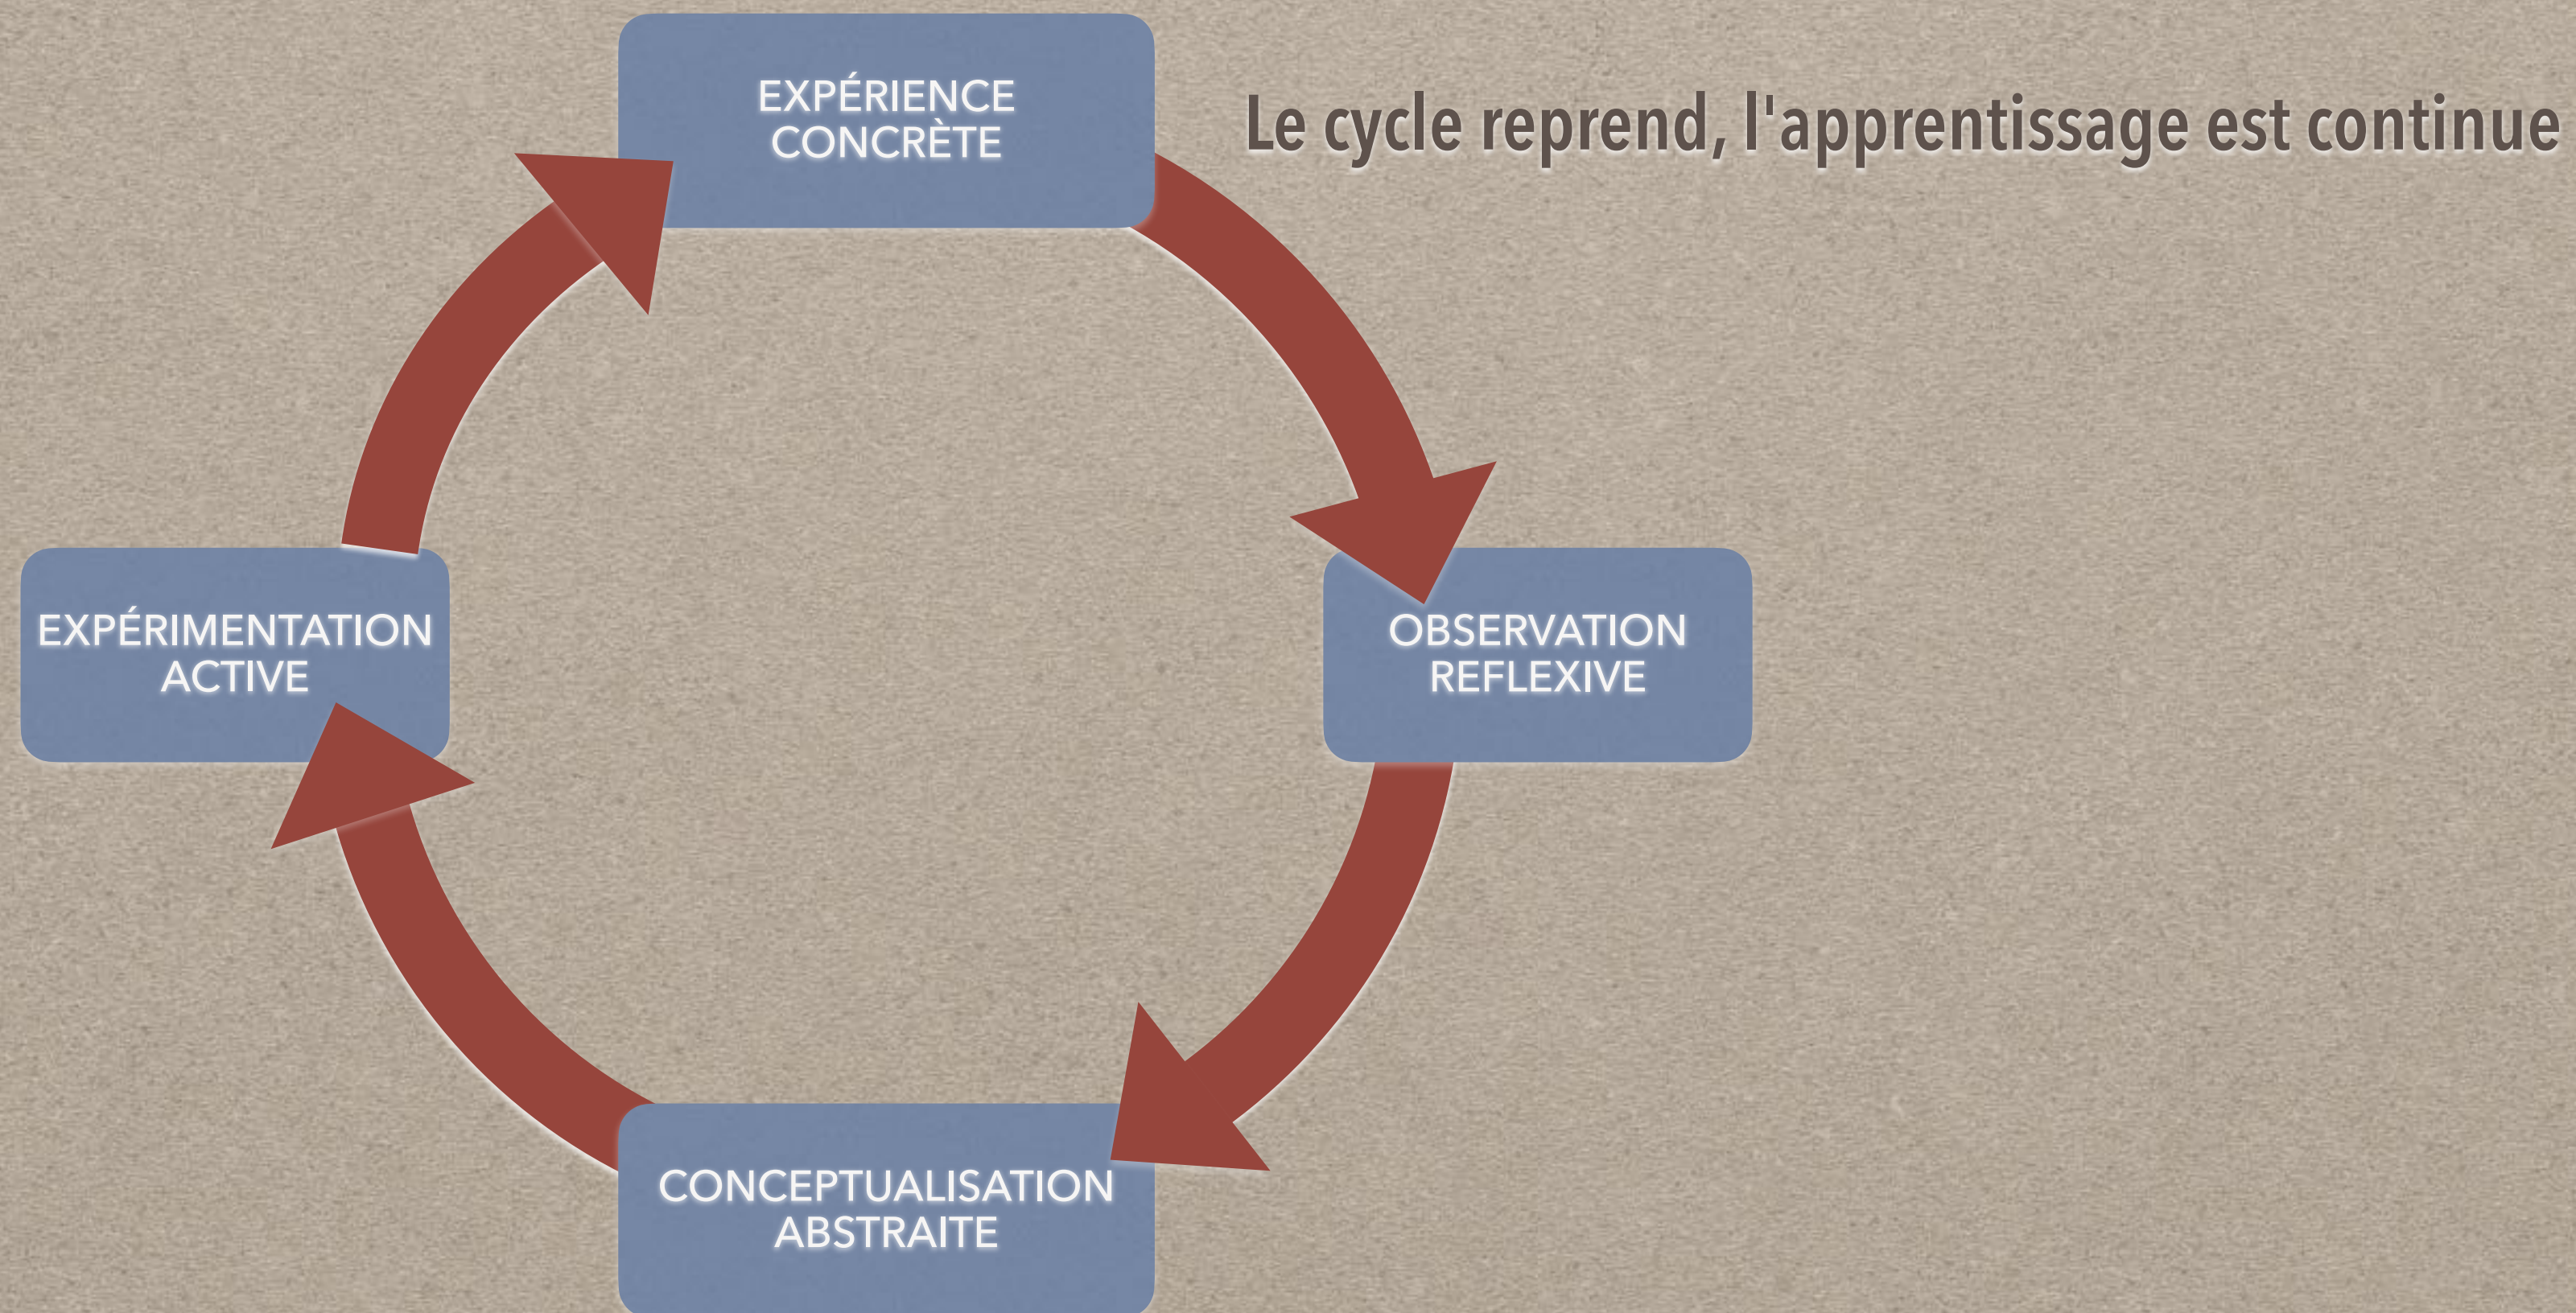 EXPÉRIENCE
CONCRÈTE
Le cycle reprend, l'apprentissage est continue
EXPÉRIMENTATION
ACTIVE
OBSERVATION
REFLEXIVE
CONCEPTUALISATION
ABSTRAITE